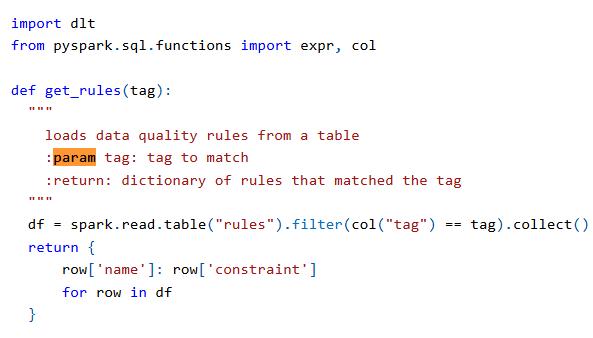 import dlt
from pyspark.sql.functions import expr, col
def get_rules(tag):
"""
loads data quality rules from a table
:param tag: tag to match
:return: dictionary of rules that matched the tag
"""
df = spark.read.table("rules").filter(col("tag") == tag).collect()
return {
row['name']: row['constraint']
for row in df
}